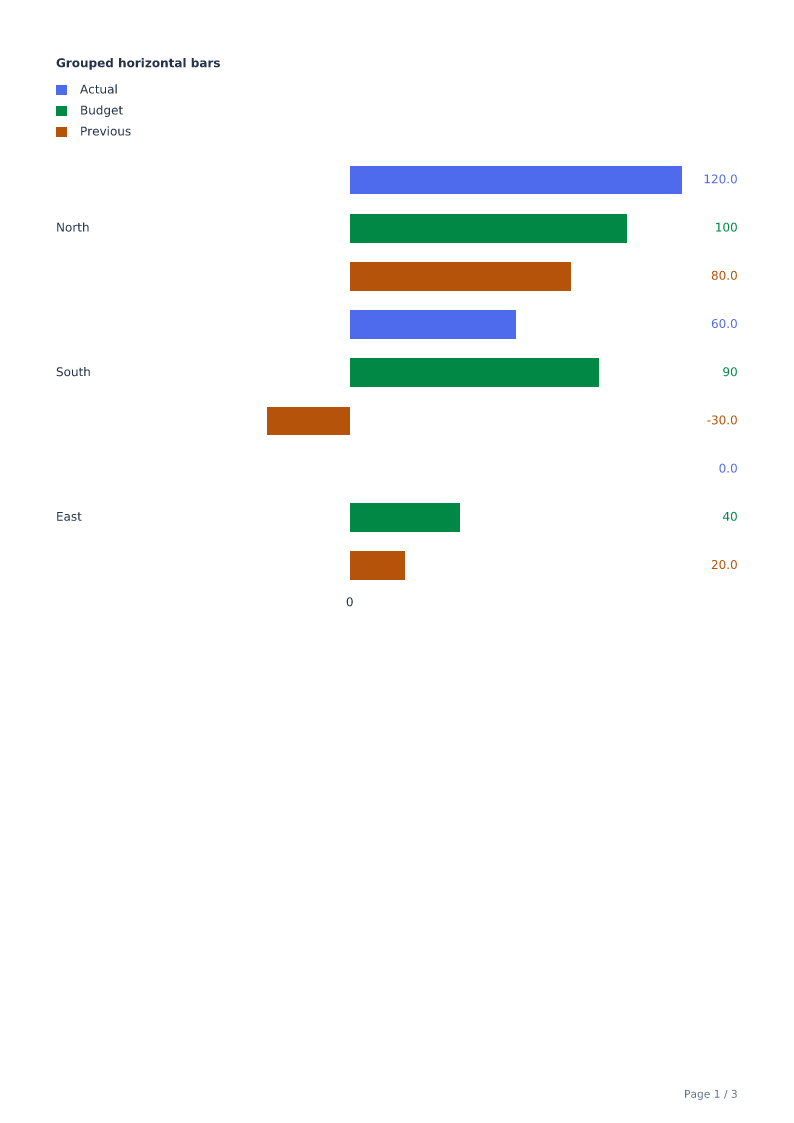 Grouped horizontal bars
Actual
Budget
Previous
120.0
North 100
80.0
60.0
South 90
-30.0
0.0
East 40
20.0
0
Page 1 / 3